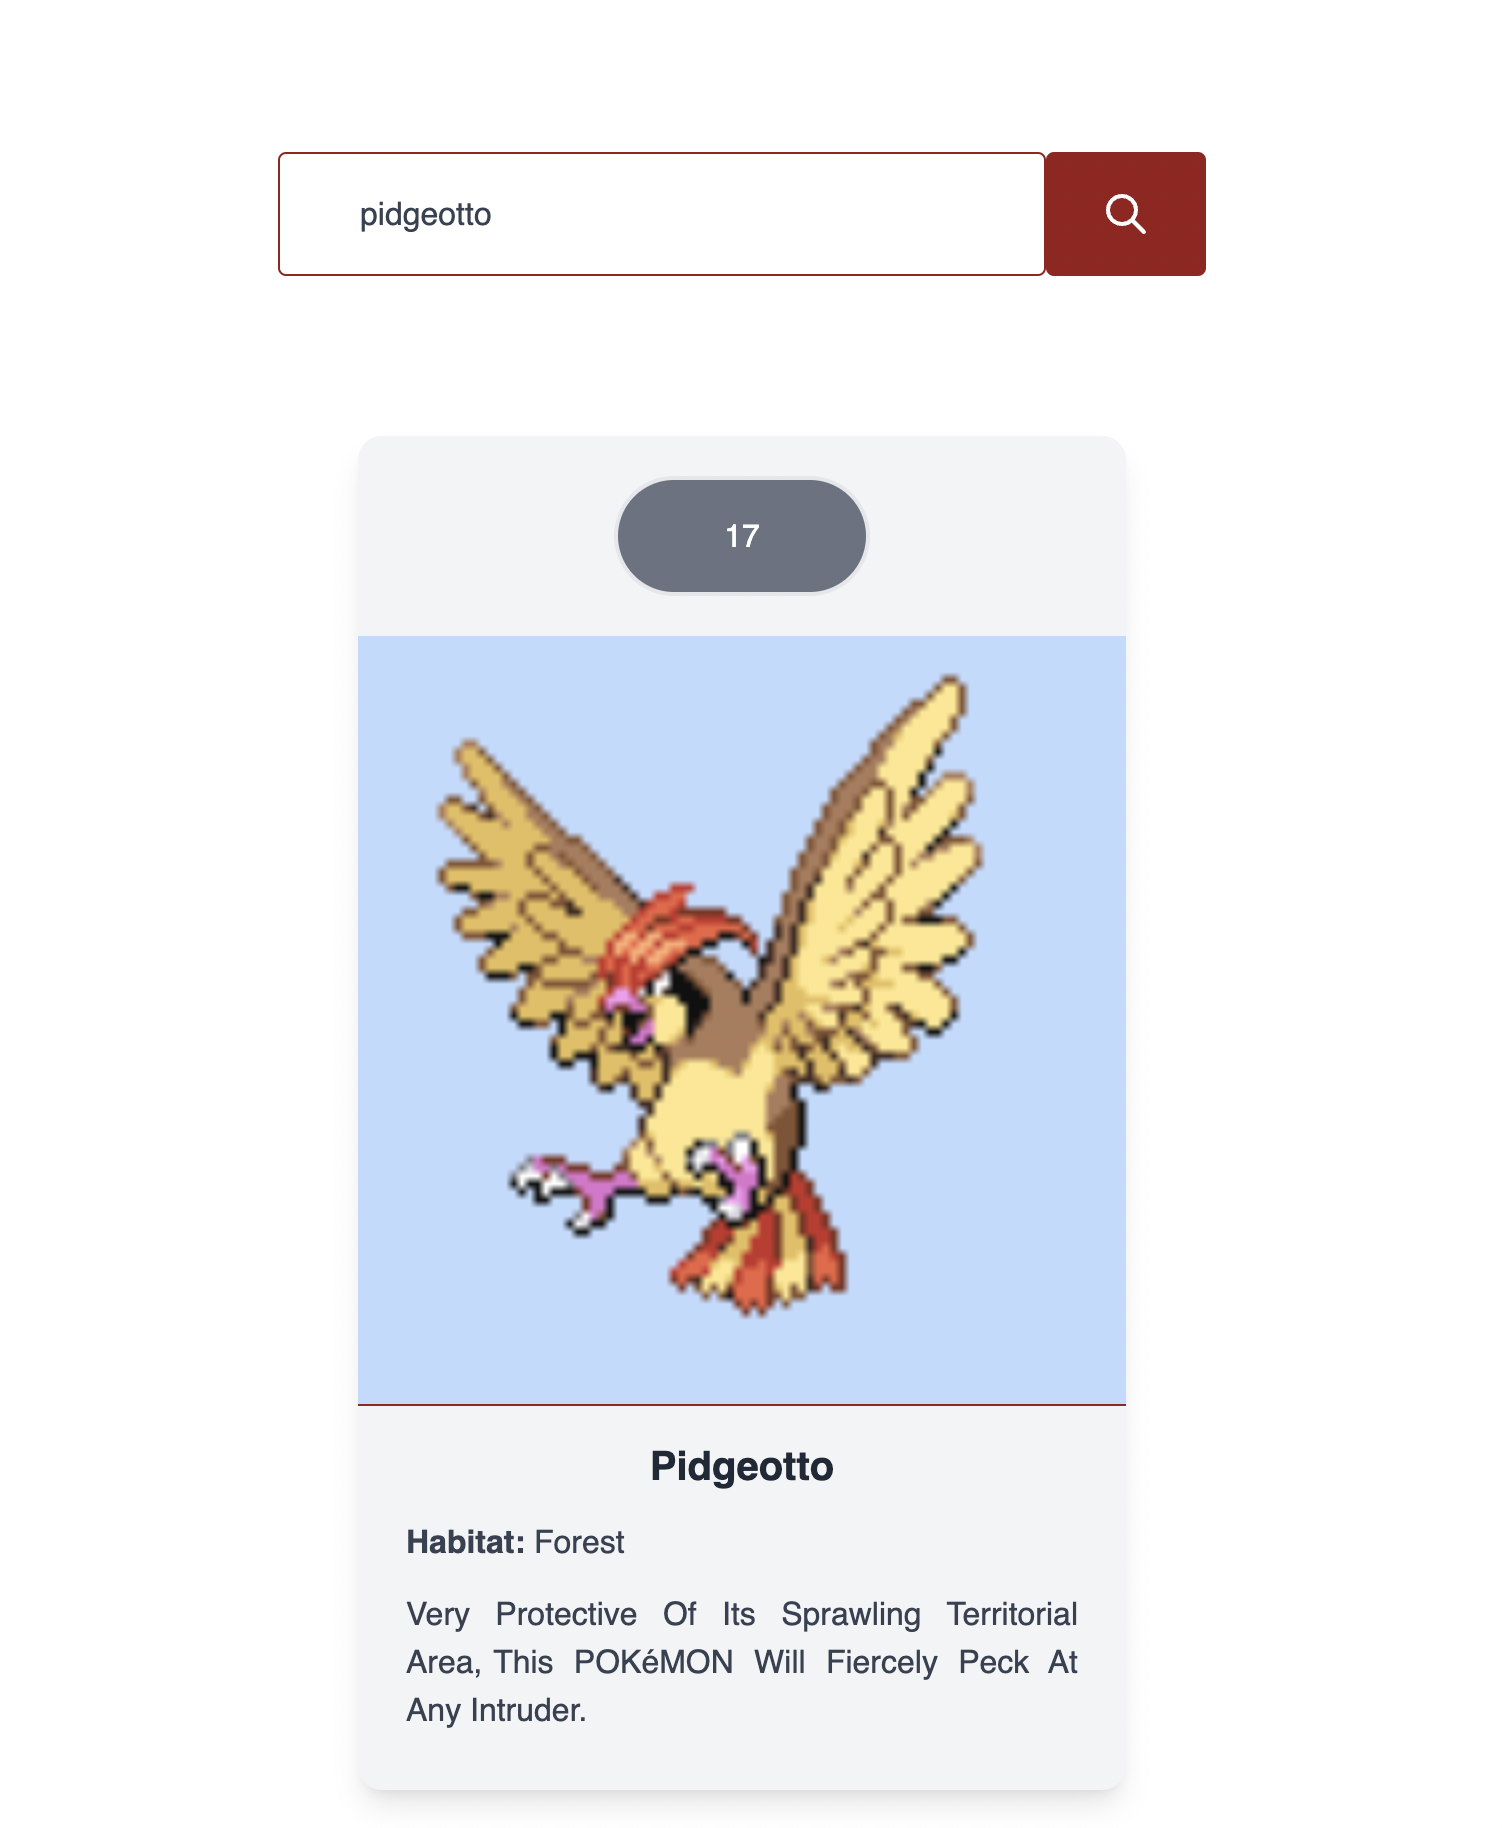 pidgeotto
17
Pidgeotto
Habitat: Forest
Very Protective Of Its Sprawling Territorial
Area, This POKéMON Will Fiercely Peck At
Any Intruder.